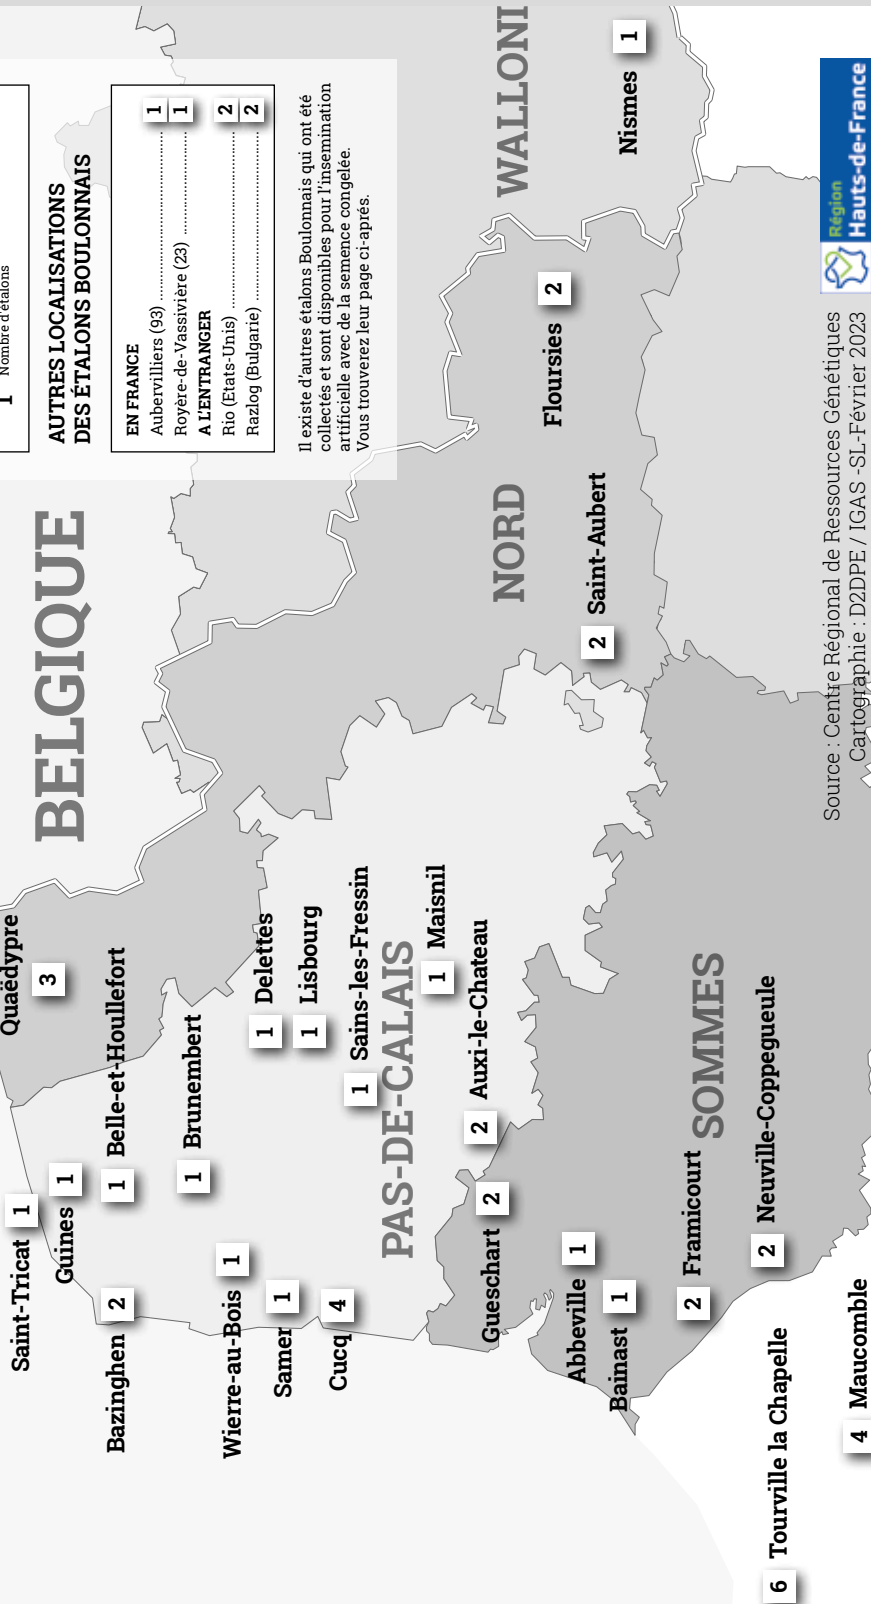 1 Nombre d'étalons
AUTRES LOCALISATIONS
DES ÉTALONS BOULONNAIS
EN FRANCE
Aubervilliers (93) 1
Royère-de-Vassivière (23) 1
A L'ENTRANGER
Rio (Etats-Unis) 2
Razlog (Bulgarie) 2
Il existe d'autres étalons Boulonnais qui ont été
collectés et sont disponibles pour l'insemination
artificielle avec de la semence congelée.
Vous trouverez leur page ci-aprés.
BELGIQUE
WALLONI
NORD
PAS-DE-CALAIS
SOMMES
Quaëdypre
3
Saint-Tricat 1
Guines 1
1 Belle-et-Houllefort
Bazinghen 2
1 Brunembert
Wierre-au-Bois 1
1 Delettes
Samer 1
1 Lisbourg
Cucq 4
1 Sains-les-Fressin
1 Maisnil
2 Auxi-le-Chateau
Gueschart 2
Floursies 2
Abbeville 1
2 Saint-Aubert
Bainast 1
Nismes 1
2 Framicourt
2 Neuville-Coppegueule
6 Tourville la Chapelle
4 Maucomble
Source : Centre Régional de Ressources Génétiques
Cartographie : D2DPE / IGAS -SL-Février 2023
Région
Hauts-de-France